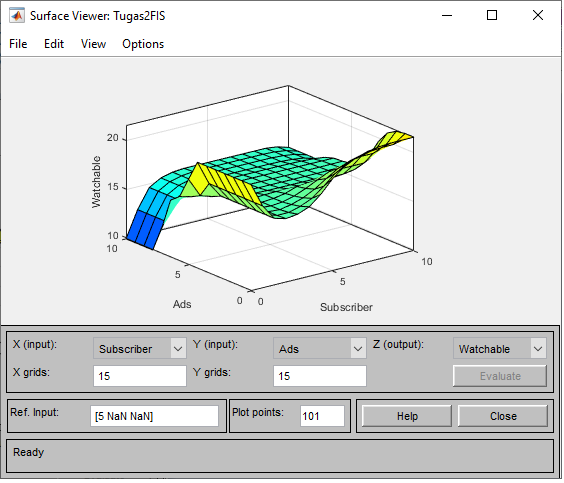 Surface Viewer: Tugas2FIS
File Edit View Options
20
15
10
Watchable
10
5
0
Ads
0
5
10
Subscriber
X (input): Subscriber Y (input): Ads Z (output): Watchable
X grids: 15 Y grids: 15 Evaluate
Ref. Input: [5 NaN NaN] Plot points: 101 Help Close
Ready